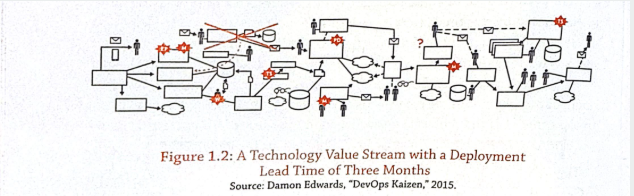 ?
Figure 1.2: A Technology Value Stream with a Deployment
Lead Time of Three Months
Source: Damon Edwards, "DevOps Kaizen," 2015.